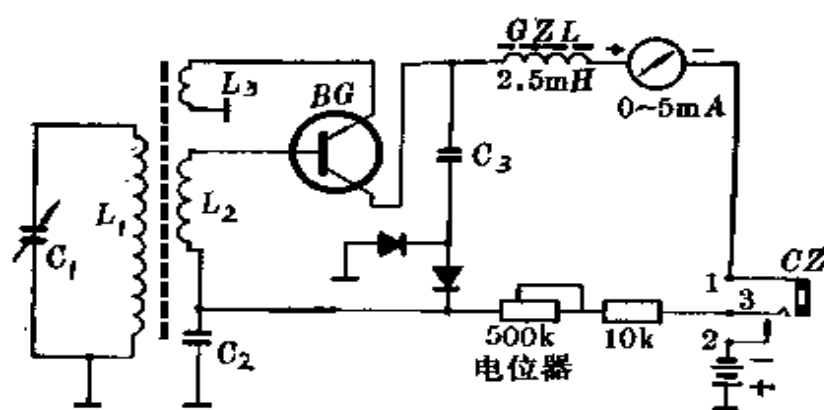 GZL
+ −
2.5mH
0~5mA
L3
BG
C3
L1
L2
C1
1
CZ
3
2
C2
500k
10k
电位器
−
+